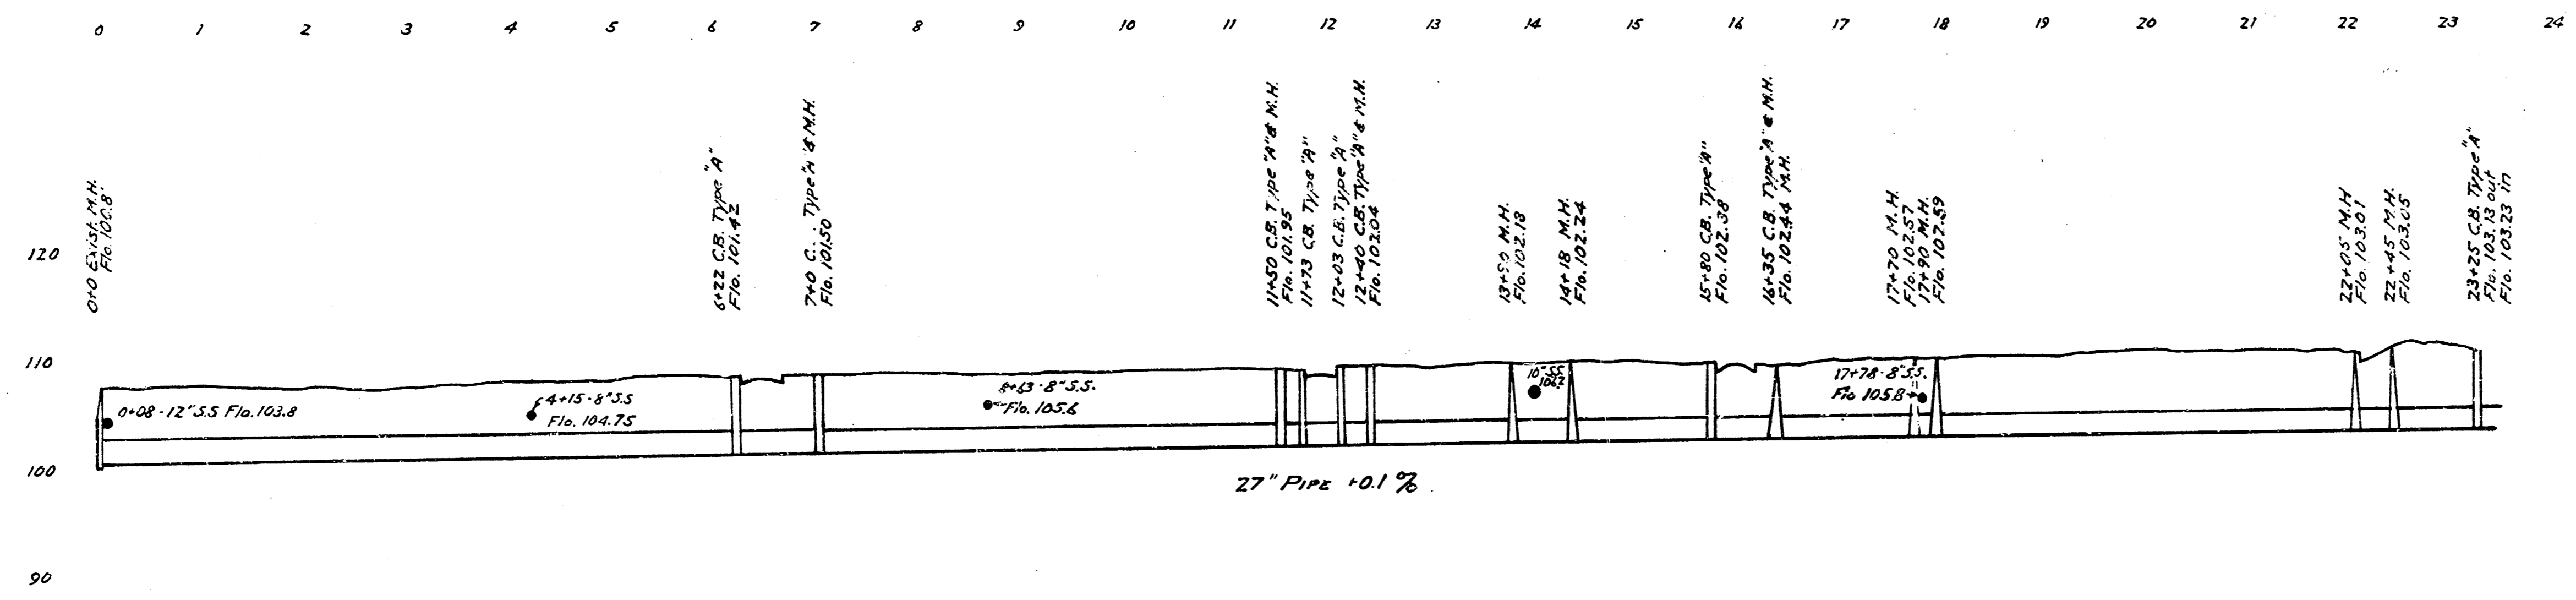 0 1 2 3 4 5 6 7 8 9 10 11 12 13 14 15 16 17 18 19 20 21 22 23 24
0+0 Exist. M.H.
Flo. 100.8'
6+22 C.B. Type "A"
Flo. 101.42
7+0 C.. . Type "A" & M.H.
Flo. 101.50
11+50 C.B. Type "A" & M.H.
Flo. 101.95
11+73 C.B. Type "A"
12+03 C.B. Type "A"
12+40 C.B. Type "A" & M.H.
Flo. 102.04
M.H.
Flo. 102.18
14+18 M.H.
Flo. 102.24
15+80 C.B. Type "A"
Flo. 102.38
16+35 C.B. Type "A" & M.H.
Flo. 102.44 M.H.
17+70 M.H.
Flo. 102.57
17+90 M.H.
Flo. 102.59
22+05 M.H
Flo. 103.01
22+45 M.H.
Flo. 103.05
23+25 C.B. Type "A"
Flo. 103.13 out
Flo. 103.23 in
120
110
100
90
0+08 - 12" S.S Flo. 103.8
4+15 - 8" S.S
Flo. 104.75
8+63 - 8" S.S.
Flo. 105.6
10" S.S.
106.2
17+78 - 8" S.S.
Flo 105.8
27" PIPE +0.1 %